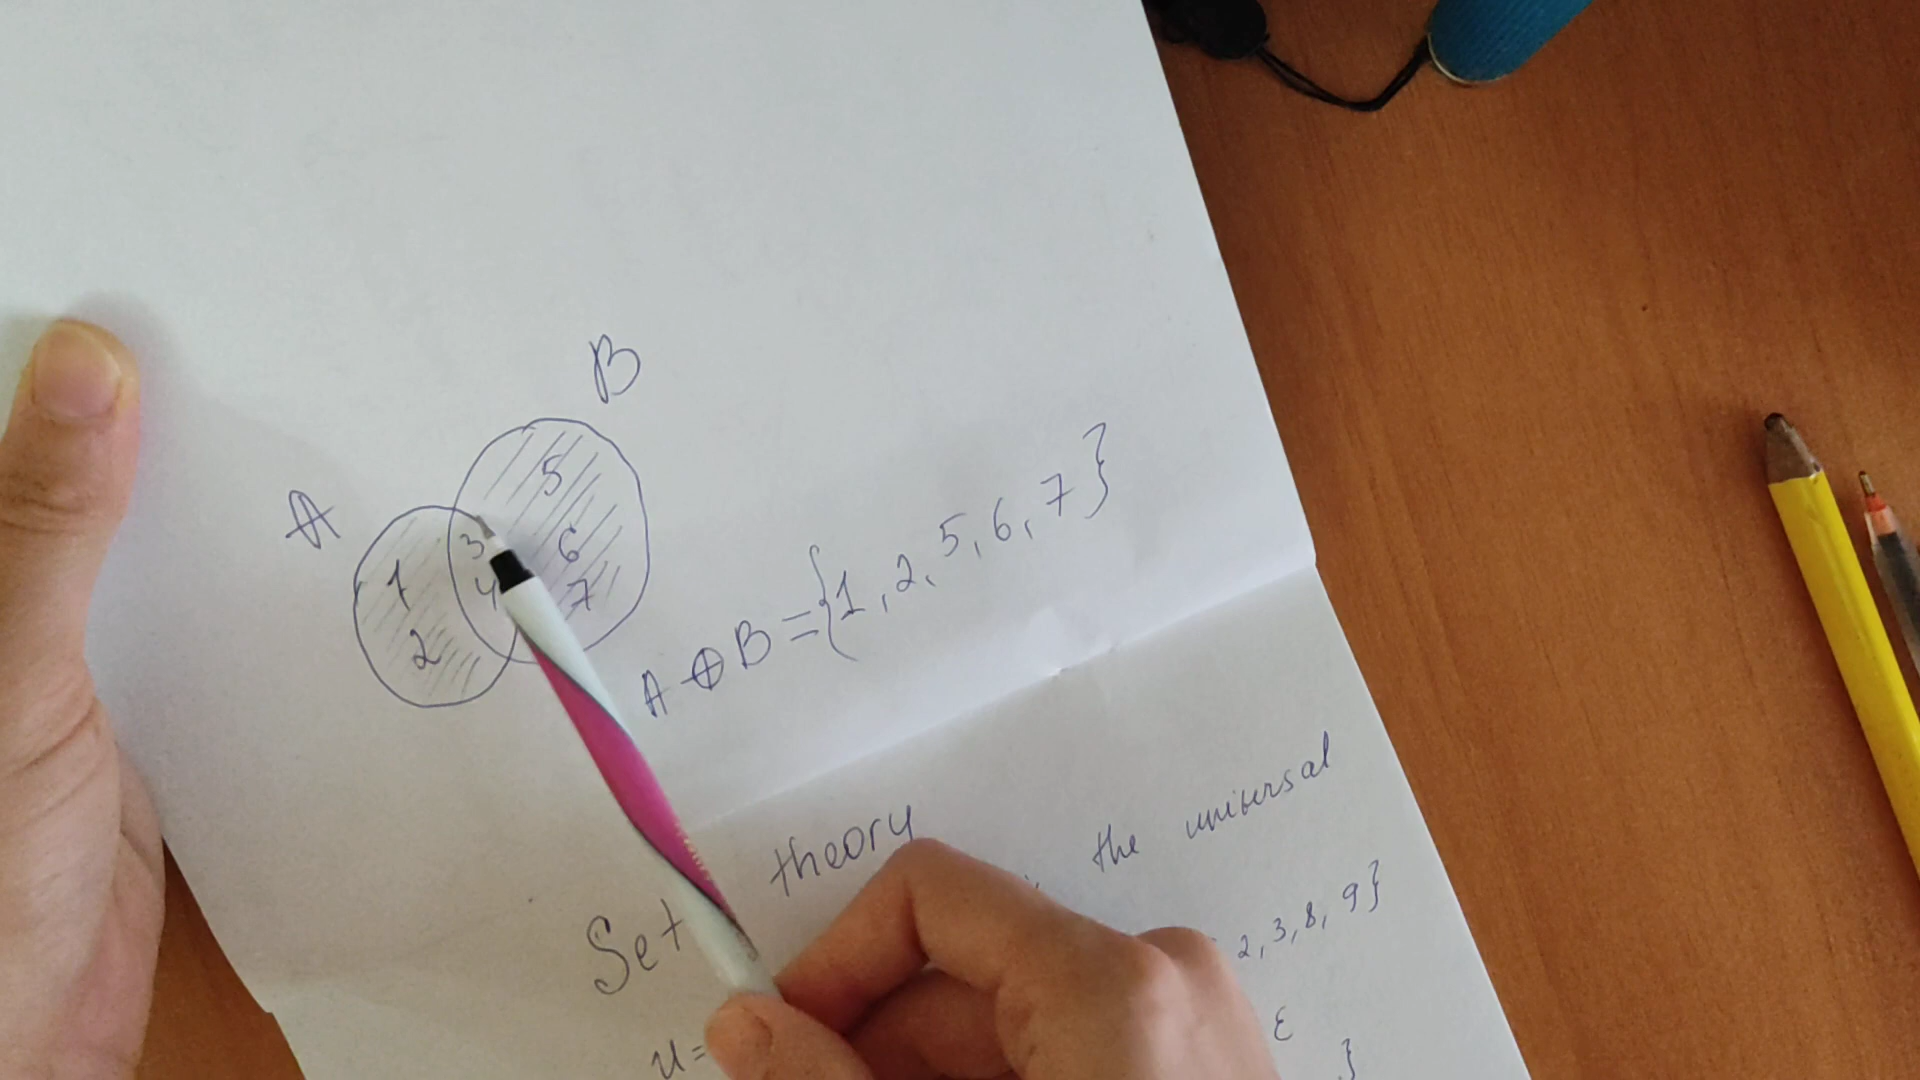 B
A
5
3 6
1 4 7
2
A ⊕ B = {1, 2, 5, 6, 7}
Set theory
the universal
2, 3, 8, 9}
U=
ε
}